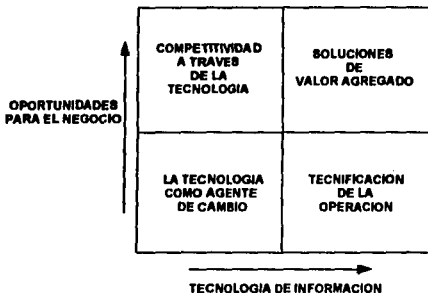 COMPETITIVIDAD
A TRAVES
DE LA
TECNOLOGIA
SOLUCIONES
DE
VALOR AGREGADO
OPORTUNIDADES
PARA EL NEGOCIO
LA TECNOLOGIA
COMO AGENTE
DE CAMBIO
TECNIFICACION
DE LA
OPERACION
TECNOLOGIA DE INFORMACION